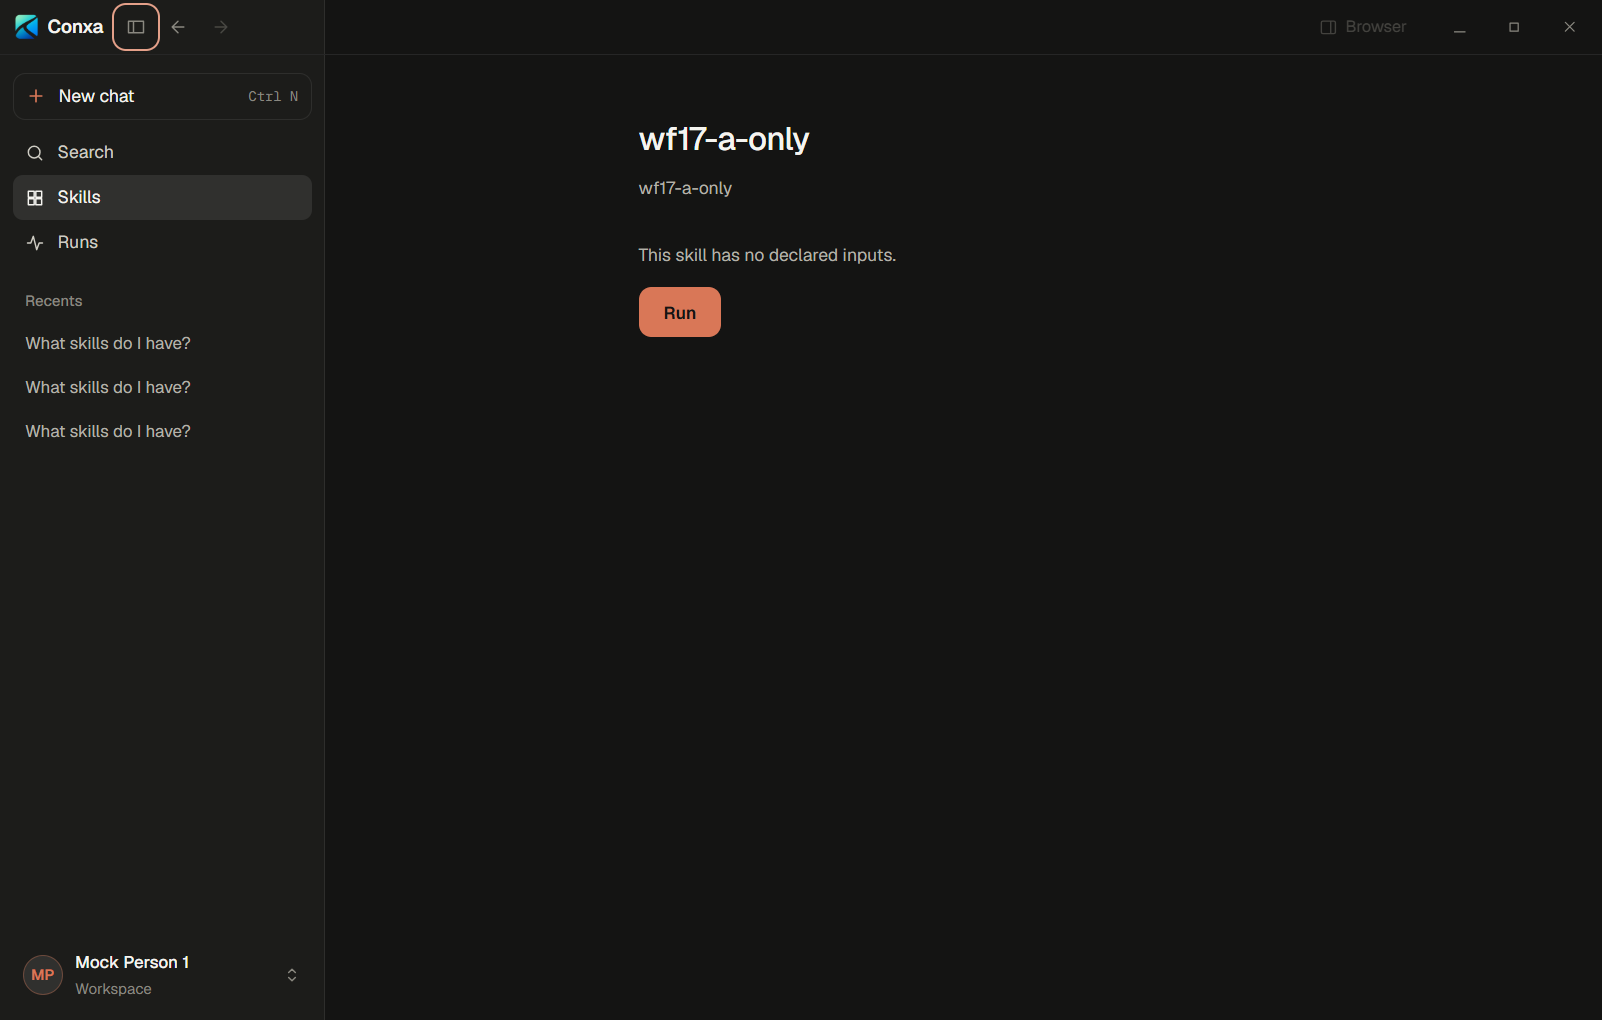 Conxa
Browser
New chat
Ctrl N
Search
Skills
Runs
Recents
What skills do I have?
What skills do I have?
What skills do I have?
wf17-a-only
wf17-a-only
This skill has no declared inputs.
Run
MP
Mock Person 1
Workspace